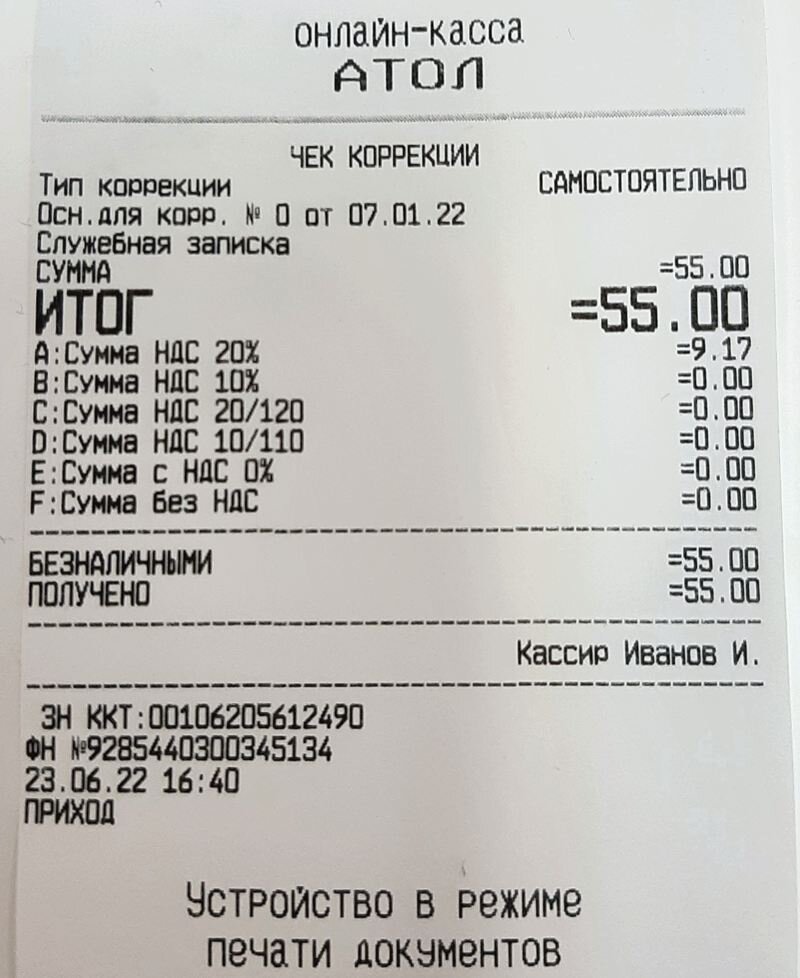 онлайн-касса
АТОЛ
ЧЕК КОРРЕКЦИИ
Тип коррекции САМОСТОЯТЕЛЬНО
Осн.для корр. № 0 от 07.01.22
Служебная записка
СУММА =55.00
ИТОГ =55.00
A:Сумма НДС 20% =9.17
B:Сумма НДС 10% =0.00
C:Сумма НДС 20/120 =0.00
D:Сумма НДС 10/110 =0.00
E:Сумма с НДС 0% =0.00
F:Сумма без НДС =0.00
БЕЗНАЛИЧНЫМИ =55.00
ПОЛУЧЕНО =55.00
Кассир Иванов И.
ЗН ККТ:00106205612490
ФН №9285440300345134
23.06.22 16:40
ПРИХОД
Устройство в режиме
печати документов